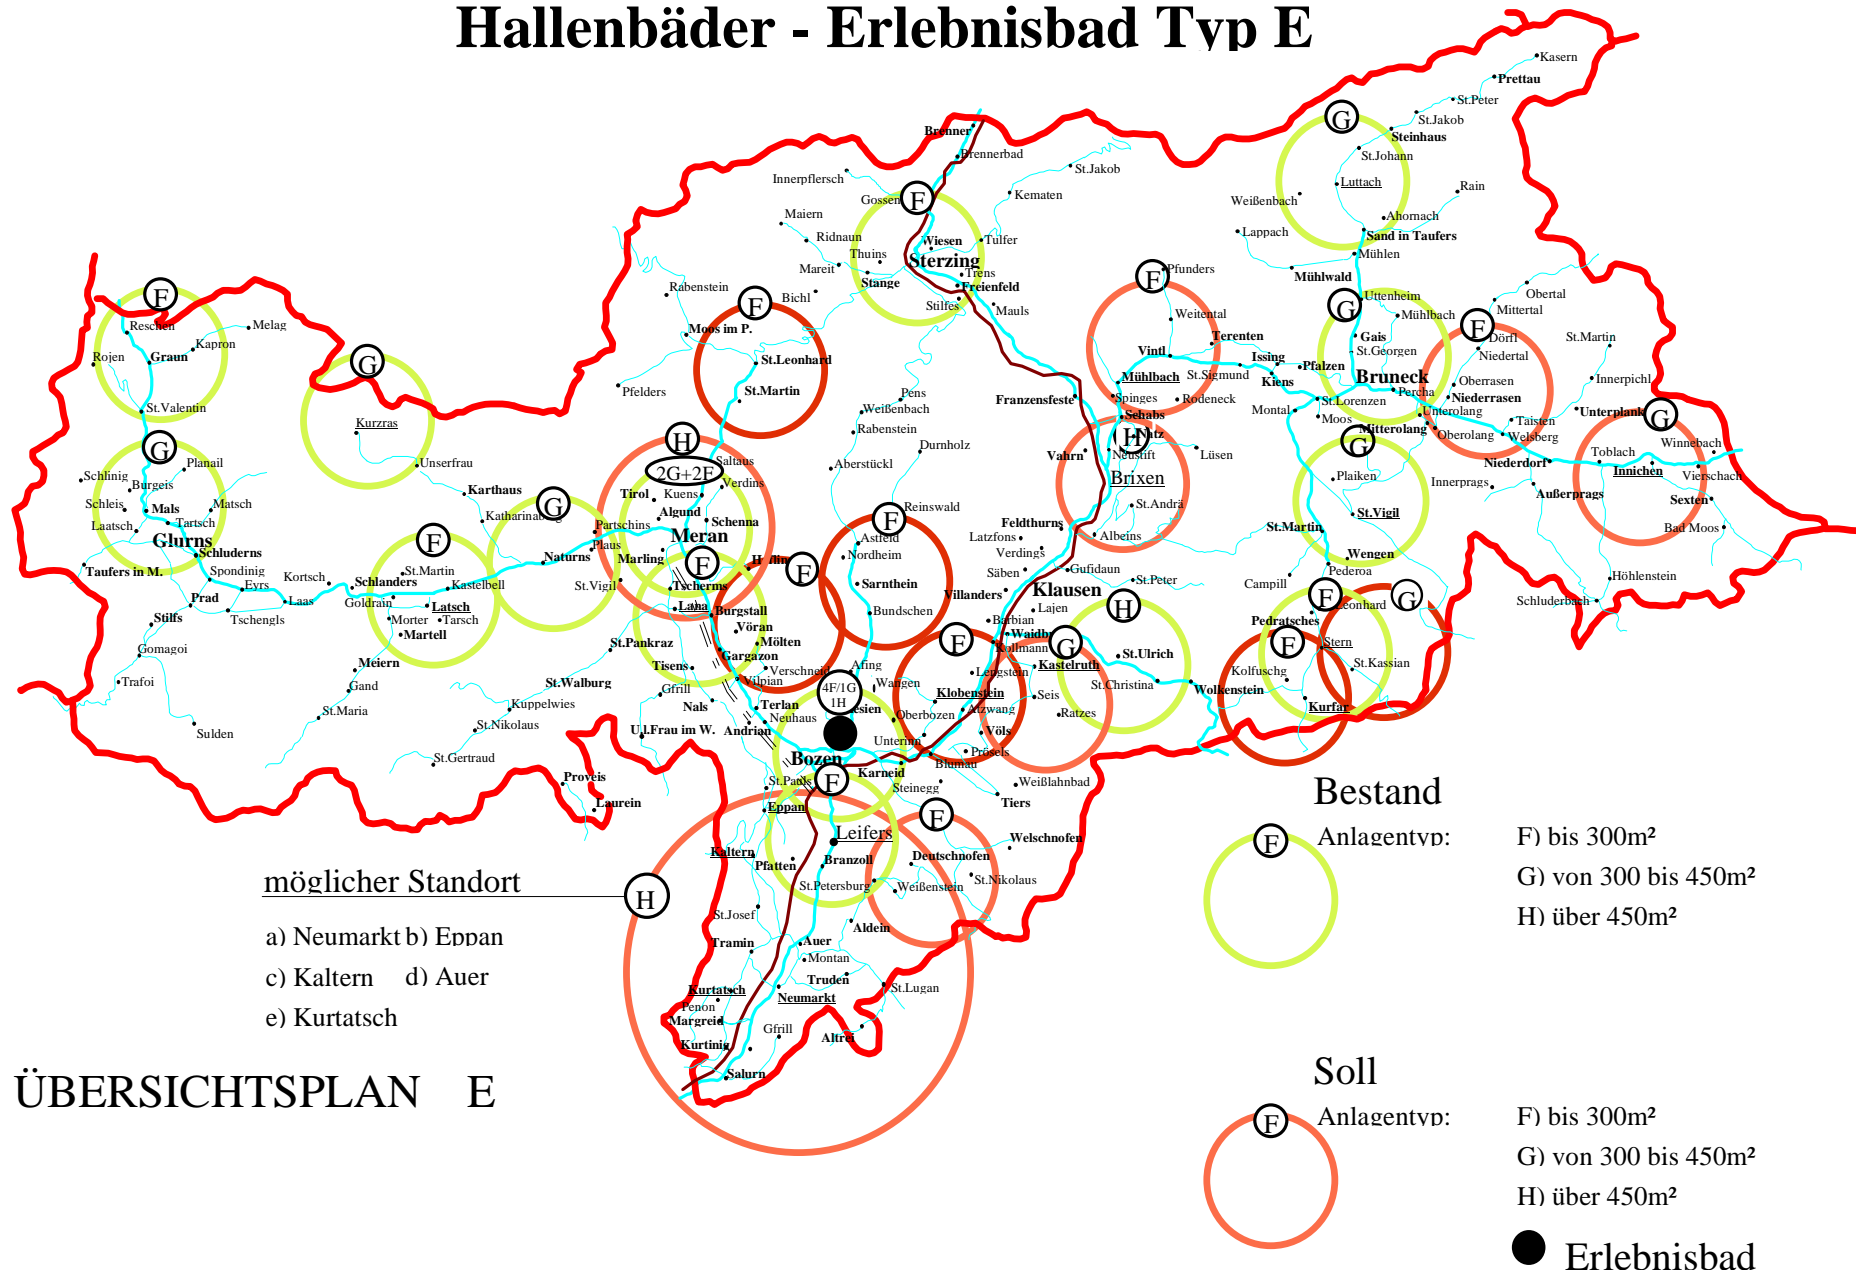 Hallenbäder - Erlebnisbad Typ E
Kasern
Prettau
St.Peter
St.Jakob
Steinhaus
St.Johann
G
Luttach
Rain
Weißenbach
Ahornach
Lappach
Sand in Taufers
Mühlen
Mühlwald
Brenner
Brennerbad
St.Jakob
Innerpflersch
Gossen
F
Kematen
Maiern
Ridnaun
Thuins
Mareit
Stange
Wiesen
Tulfer
Sterzing
Trens
Freienfeld
Stilfes
Mauls
Bichl
Rabenstein
Moos im P.
F
St.Leonhard
St.Martin
Pfelders
F
Pfunders
Weitental
Terenten
Vintl
Issing
Pfalzen
St.Sigmund
Kiens
Mühlbach
Spinges
Rodeneck
Franzensfeste
Schabs
H
Natz
Neustift
Lüsen
Vahrn
Brixen
St.Andrä
Feldthurns
Albeins
Latzfons
Verdings
Säben
Gufidaun
Villanders
Klausen
St.Peter
Lajen
G
Uttenheim
Mühlbach
Gais
St.Georgen
Bruneck
Percha
St.Lorenzen
Montal
Moos
F
Dörfl
Niedertal
Obertal
Mittertal
St.Martin
Oberrasen
Niederrasen
Innerpichl
Unterolang
Mitterolang
Oberolang
Taisten
Welsberg
Unterplank
G
Winnebach
Toblach
Innichen
Vierschach
Niederdorf
Innerprags
Außerprags
Sexten
Bad Moos
Höhlenstein
Schluderbach
G
Plaiken
St.Vigil
St.Martin
Wengen
Campill
Pederoa
F
G
Leonhard
Pedratsches
F
Stern
Kolfuschg
St.Kassian
Kurfar
F
Reschen
Melag
Rojen
Graun
Kapron
St.Valentin
G
Kurzras
G
Planail
Schlinig
Burgeis
Schleis
Mals
Matsch
Laatsch
Tartsch
Glurns
Schluderns
Taufers in M.
Spondinig
Eyrs
Prad
Tschengls
Laas
Stilfs
Gomagoi
Trafoi
Sulden
Unserfrau
Karthaus
Katharinaberg
G
Naturns
Partschins
Plaus
F
St.Martin
Kastelbell
Kortsch
Schlanders
Goldrain
Latsch
Morter
Tarsch
Martell
Meiern
Gand
St.Maria
H
2G+2F
Saltaus
Verdins
Tirol
Kuens
Algund
Schenna
Meran
Marling
F
St.Vigil
Tscherms
Lana
Burgstall
Vöran
Mölten
Gargazon
Verschneid
Vilpian
St.Pankraz
Tisens
Gfrill
St.Walburg
Kuppelwies
St.Nikolaus
St.Gertraud
Nals
Terlan
Neuhaus
Andrian
U.l.Frau im W.
Proveis
Laurein
F
Pens
Weißenbach
Rabenstein
Durnholz
Aberstückl
F
Reinswald
Astfeld
Nordheim
Sarnthein
Bundschen
Afing
Wangen
4F/1G
1H
Bozen
F
Leifers
Branzoll
St.Pauls
Eppan
Kaltern
Pfatten
St.Petersburg
F
Barbian
Kollmann
Lengstein
Klobenstein
Atzwang
Oberbozen
Unterinn
Karneid
Steinegg
Blumau
Völs
Prösels
Tiers
Weißlahnbad
G
Kastelruth
Seis
Ratzes
H
St.Ulrich
St.Christina
Wolkenstein
F
Deutschnofen
Welschnofen
St.Nikolaus
Weißenstein
Aldein
St.Josef
Tramin
Auer
Montan
Truden
St.Lugan
Kurtatsch
Penon
Neumarkt
Margreid
Gfrill
Altrei
Kurtinig
Salurn
möglicher Standort
H
a) Neumarkt b) Eppan
c) Kaltern d) Auer
e) Kurtatsch
ÜBERSICHTSPLAN E
Bestand
F
Anlagentyp: F) bis 300m²
G) von 300 bis 450m²
H) über 450m²
Soll
F
Anlagentyp: F) bis 300m²
G) von 300 bis 450m²
H) über 450m²
Erlebnisbad